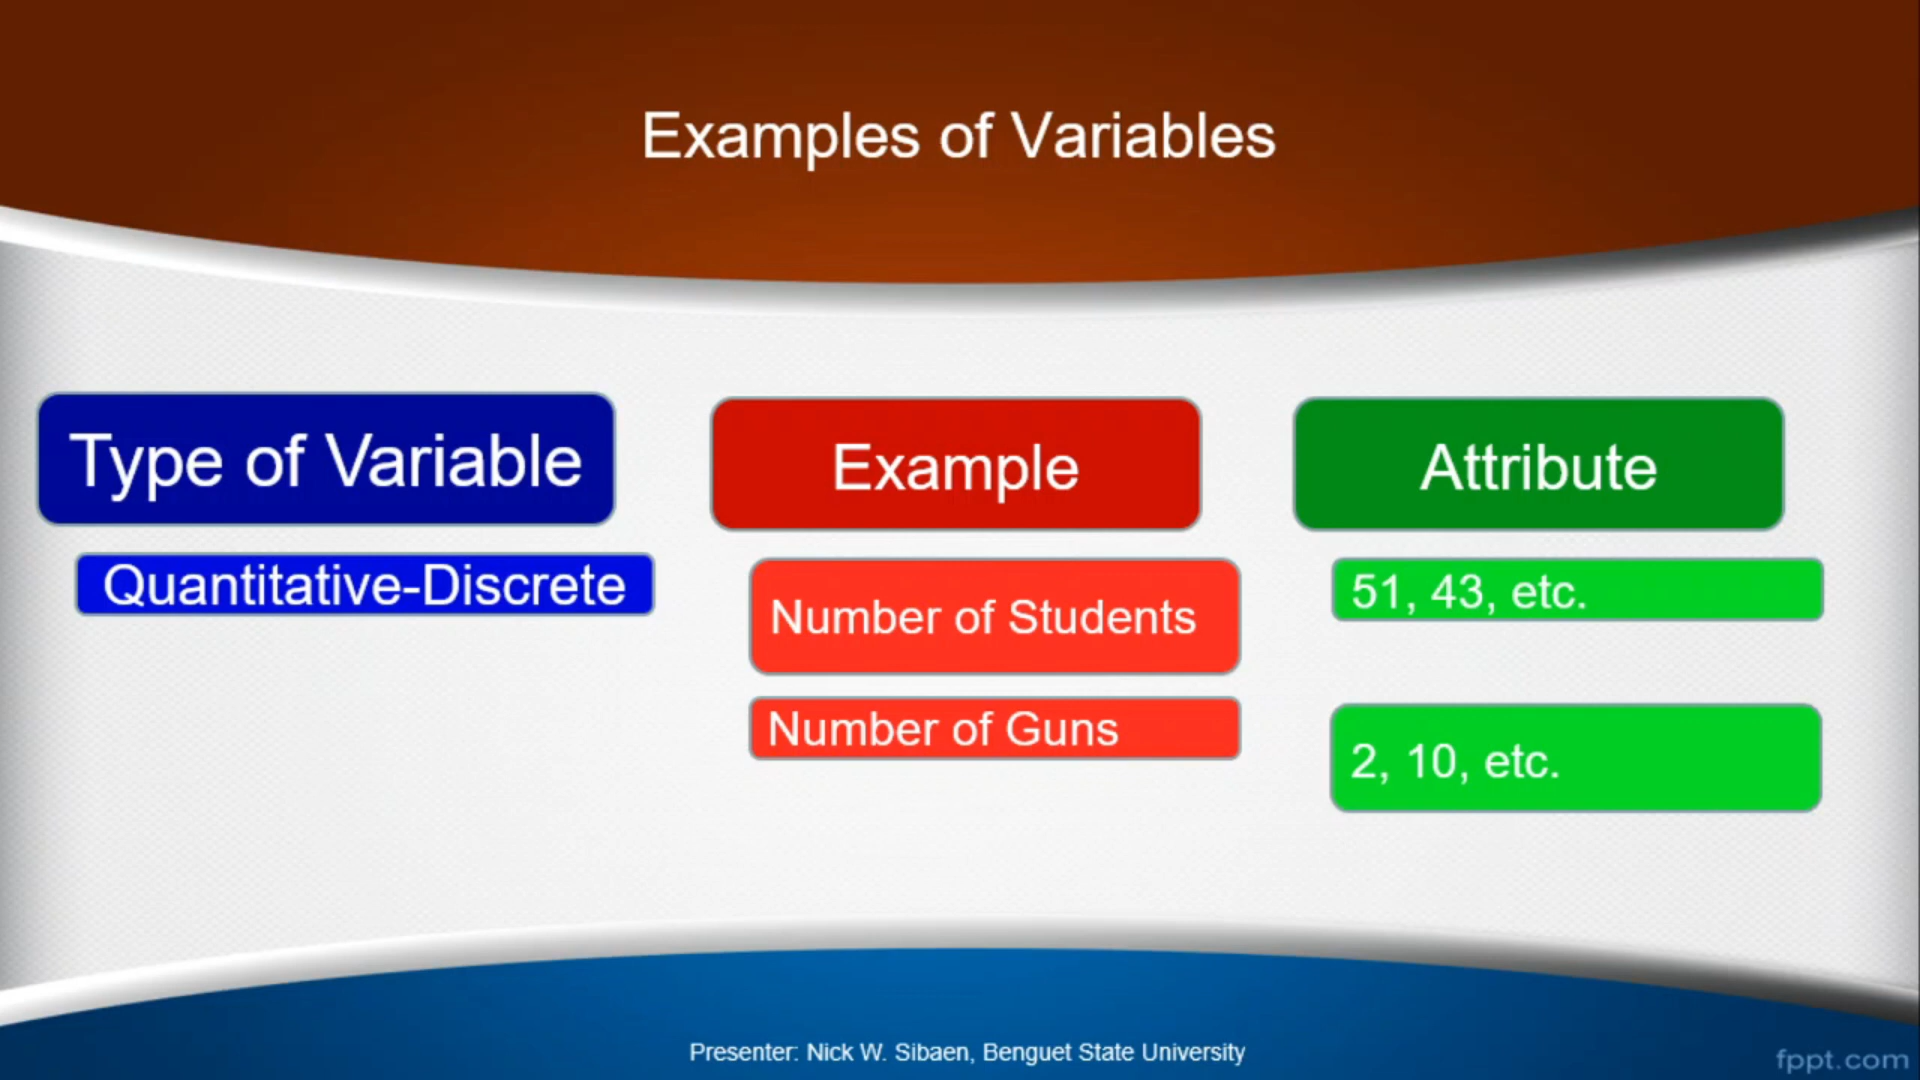 Examples of Variables
Type of Variable
Example
Attribute
Quantitative-Discrete
Number of Students
51, 43, etc.
Number of Guns
2, 10, etc.
Presenter: Nick W. Sibaen, Benguet State University
fppt.com